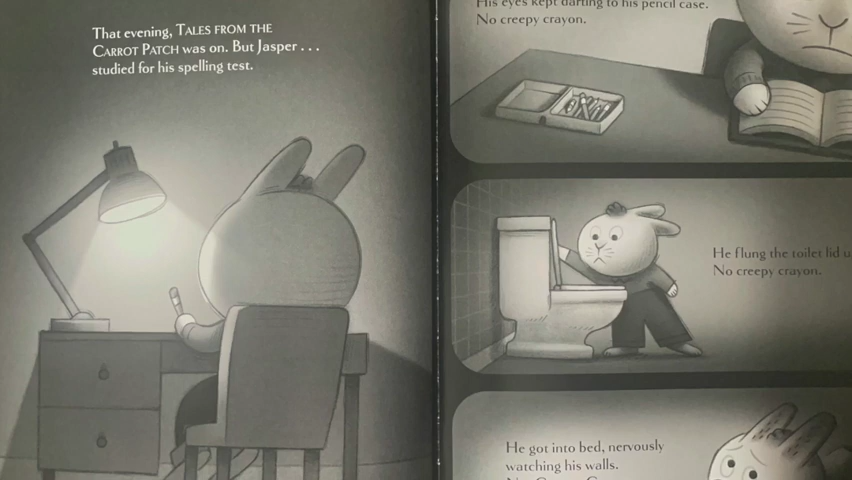 That evening, TALES FROM THE
CARROT PATCH was on. But Jasper . . .
studied for his spelling test.
His eyes kept darting to his pencil case.
No creepy crayon.
He flung the toilet lid
No creepy crayon.
He got into bed, nervously
watching his walls.